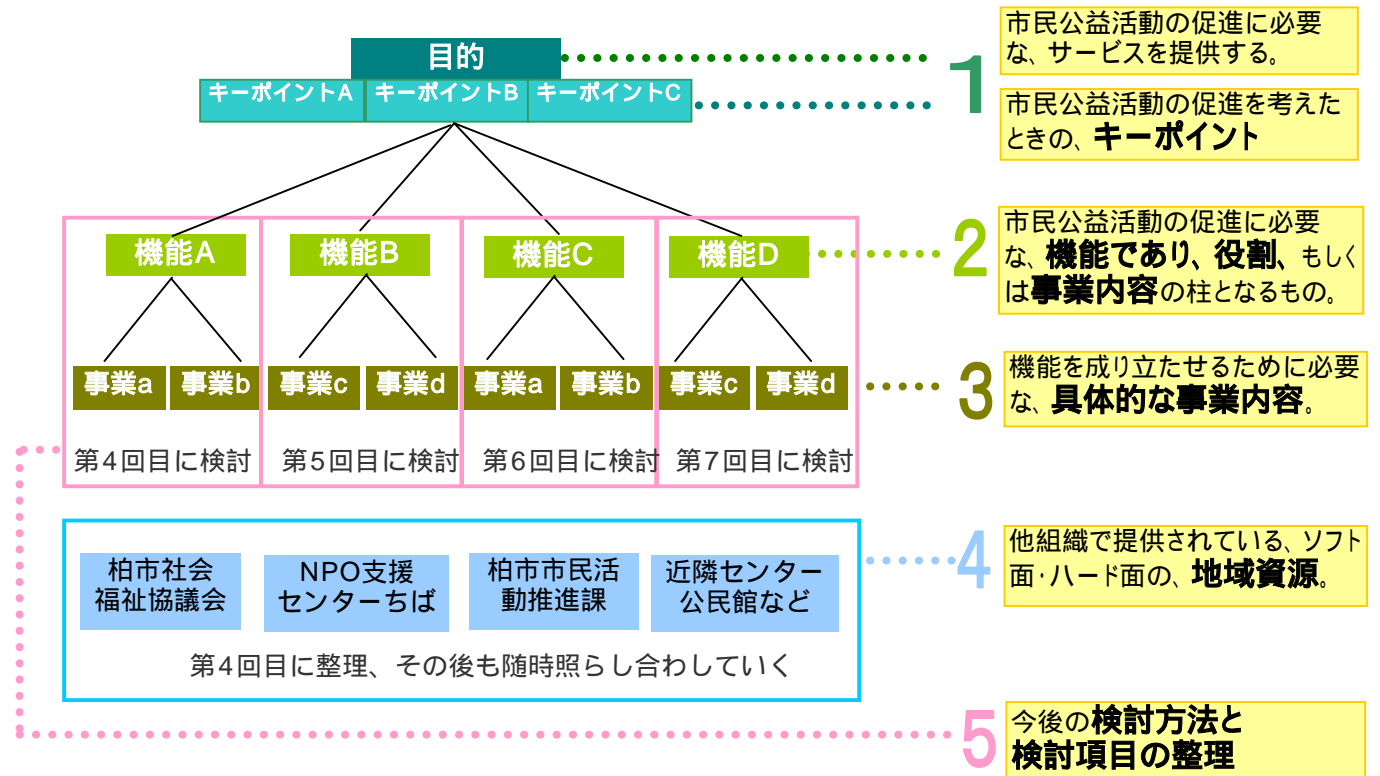 目的
キーポイントA キーポイントB キーポイントC
1
市民公益活動の促進に必要
な、サービスを提供する。
市民公益活動の促進を考えた
ときの、キーポイント
機能A 機能B 機能C 機能D
2
市民公益活動の促進に必要
な、機能であり、役割、もしく
は事業内容の柱となるもの。
事業a 事業b 事業c 事業d 事業a 事業b 事業c 事業d
3
機能を成り立たせるために必要
な、具体的な事業内容。
第4回目に検討 第5回目に検討 第6回目に検討 第7回目に検討
柏市社会
福祉協議会
NPO支援
センターちば
柏市市民活
動推進課
近隣センター
公民館など
4
他組織で提供されている、ソフト
面・ハード面の、地域資源。
第4回目に整理、その後も随時照らし合わしていく
5
今後の検討方法と
検討項目の整理